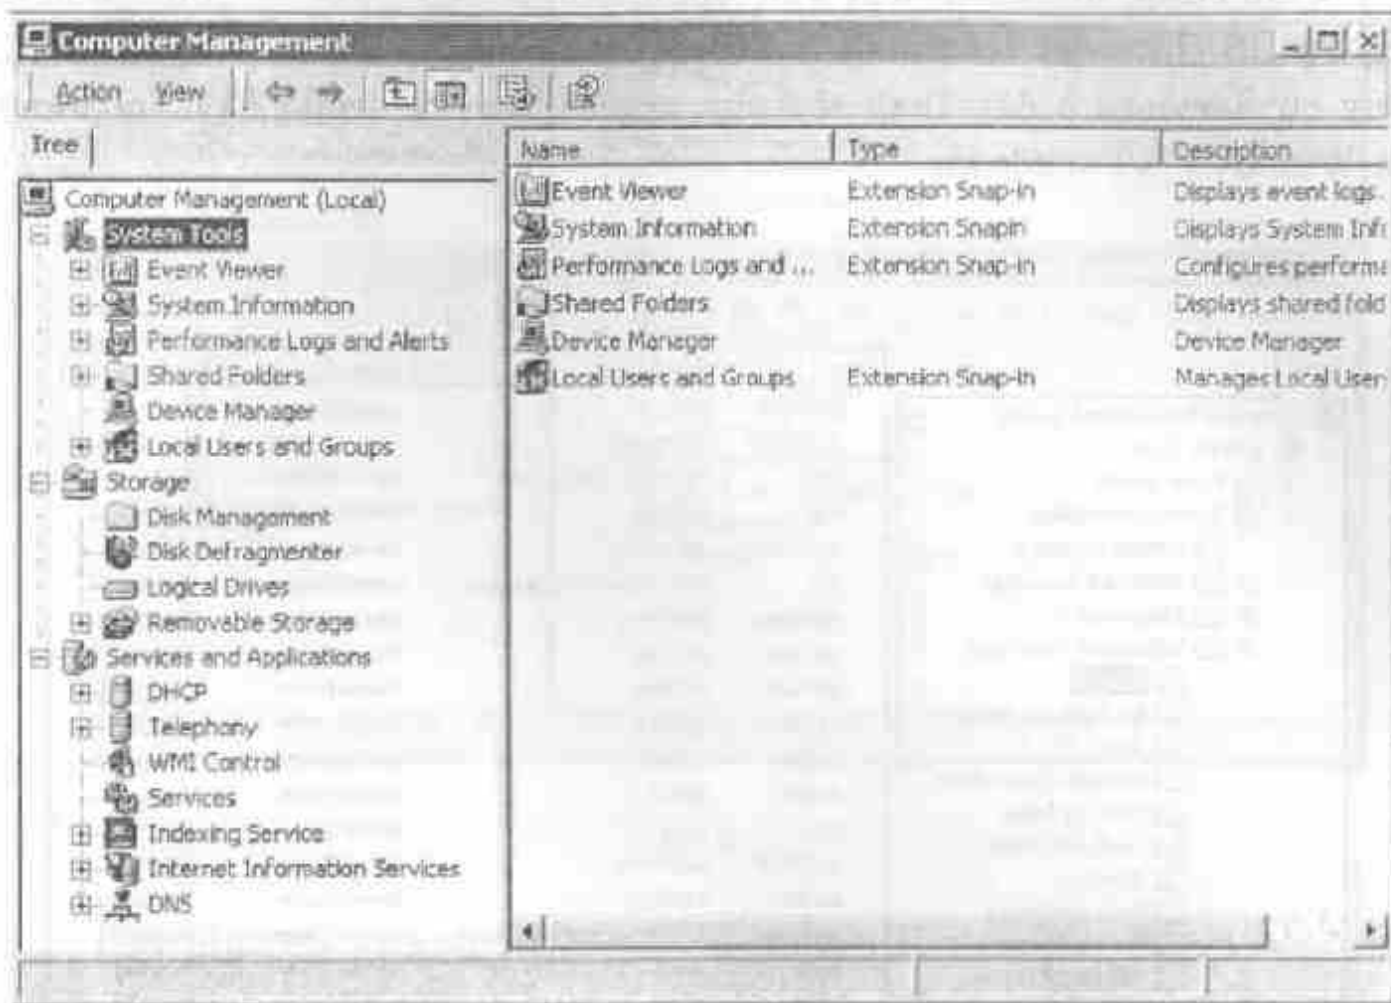 Computer Management
Action View
Tree
Computer Management (Local)
System Tools
Event Viewer
System Information
Performance Logs and Alerts
Shared Folders
Device Manager
Local Users and Groups
Storage
Disk Management
Disk Defragmenter
Logical Drives
Removable Storage
Services and Applications
DHCP
Telephony
WMI Control
Services
Indexing Service
Internet Information Services
DNS
Name Type Description
Event Viewer Extension Snap-in Displays event logs.
System Information Extension Snapin Displays System Info
Performance Logs and ... Extension Snap-in Configures performa
Shared Folders Displays shared fold
Device Manager Device Manager
Local Users and Groups Extension Snap-in Manages Local User